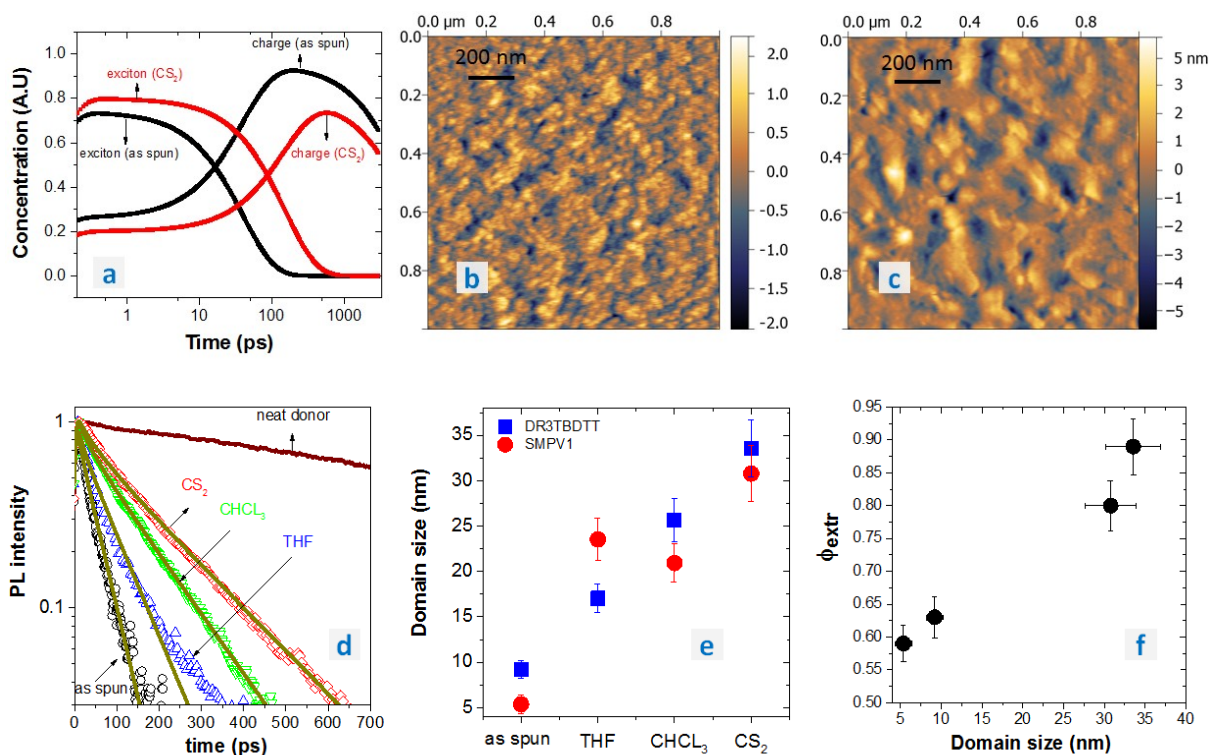 1.0
0.8
0.6
0.4
0.2
0.0
Concentration (A.U)
charge (as spun)
exciton (CS₂)
exciton (as spun)
charge (CS₂)
a
1 10 100 1000
Time (ps)
0.0 µm 0.2 0.4 0.6 0.8
0.0
0.2
0.4
0.6
0.8
200 nm
b
2.0
1.5
1.0
0.5
0.0
-0.5
-1.0
-1.5
-2.0
0.0 µm 0.2 0.4 0.6 0.8
0.0
0.2
0.4
0.6
0.8
200 nm
c
5 nm
4
3
2
1
0
-1
-2
-3
-4
-5
1
0.1
PL intensity
neat donor
CS₂
CHCL₃
THF
as spun
d
0 100 200 300 400 500 600 700
time (ps)
35
30
25
20
15
10
5
Domain size (nm)
DR3TBDTT
SMPV1
e
as spun THF CHCL₃ CS₂
0.95
0.90
0.85
0.80
0.75
0.70
0.65
0.60
0.55
0.50
ϕextr
f
5 10 15 20 25 30 35 40
Domain size (nm)